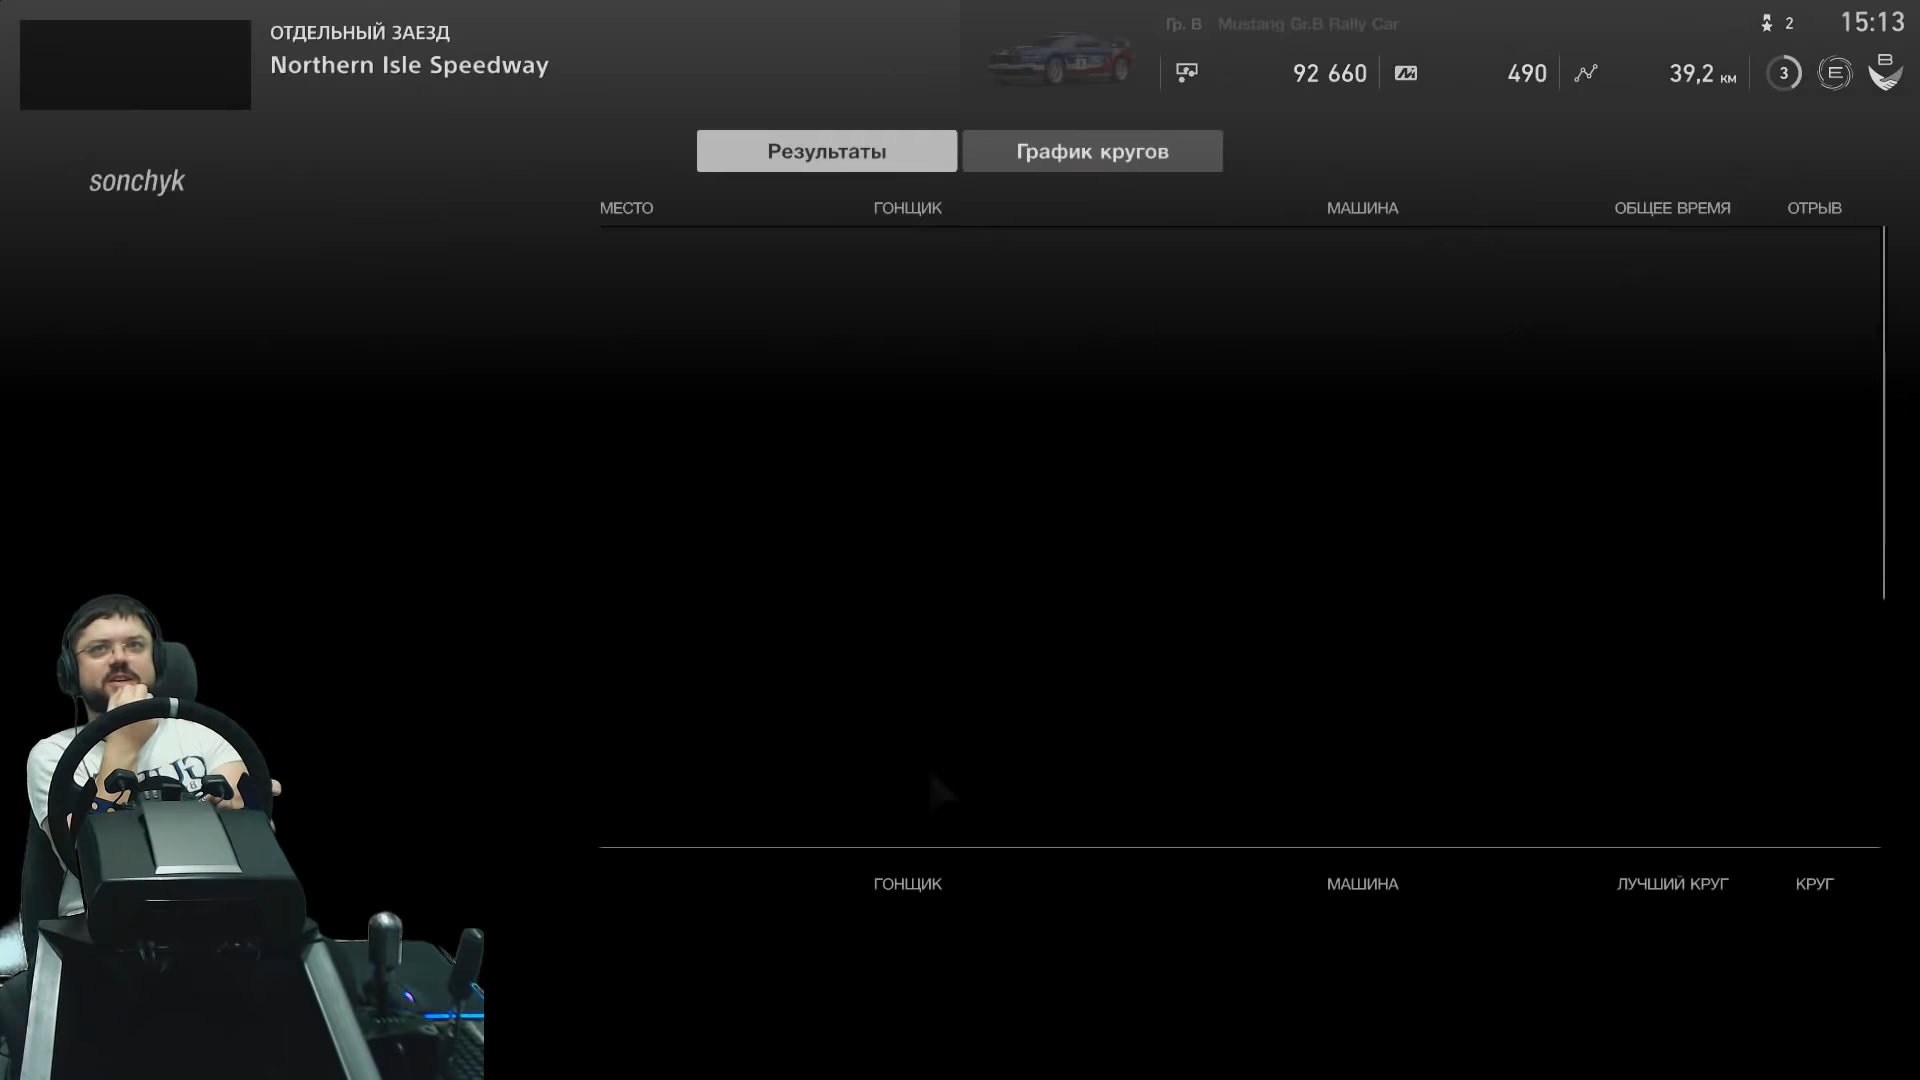 ОТДЕЛЬНЫЙ ЗАЕЗД
Northern Isle Speedway
Гр. B Mustang Gr.B Rally Car
2 15:13
92 660 490 39,2 км 3 E B
Результаты График кругов
sonchyk
МЕСТО ГОНЩИК МАШИНА ОБЩЕЕ ВРЕМЯ ОТРЫВ
ГОНЩИК МАШИНА ЛУЧШИЙ КРУГ КРУГ